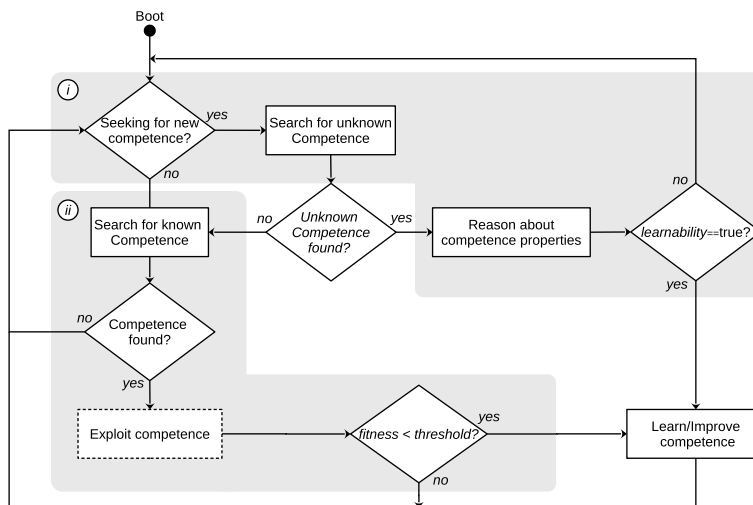 Boot
i
Seeking for new
competence?
yes
no
Search for unknown
Competence
Unknown
Competence
found?
no
yes
Reason about
competence properties
learnability==true?
no
yes
ii
Search for known
Competence
Competence
found?
no
yes
Exploit competence
fitness < threshold?
yes
no
Learn/Improve
competence